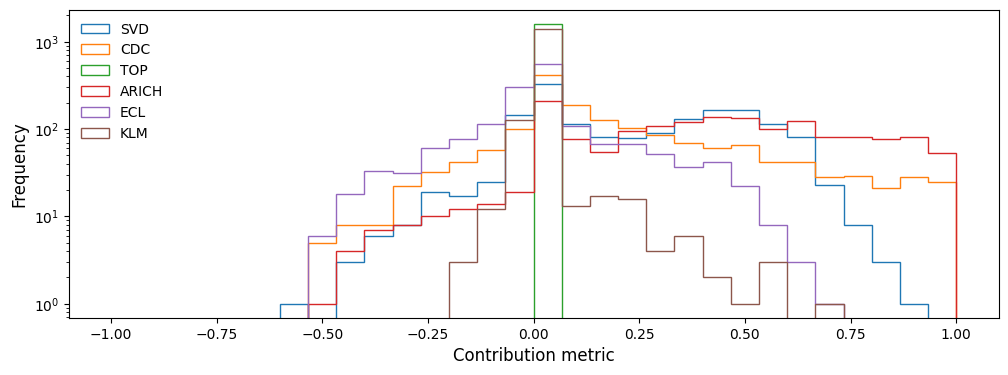 SVD
CDC
TOP
ARICH
ECL
KLM
Frequency
10³
10²
10¹
10⁰
−1.00 −0.75 −0.50 −0.25 0.00 0.25 0.50 0.75 1.00
Contribution metric